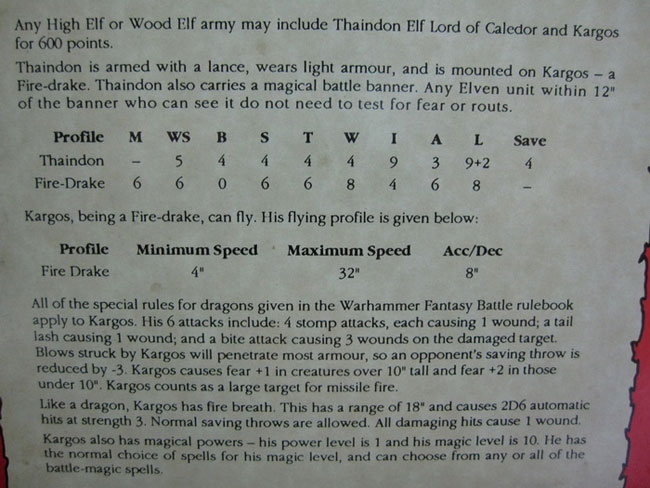 Any High Elf or Wood Elf army may include Thaindon Elf Lord of Caledor and Kargos
for 600 points.
Thaindon is armed with a lance, wears light armour, and is mounted on Kargos – a
Fire-drake. Thaindon also carries a magical battle banner. Any Elven unit within 12"
of the banner who can see it do not need to test for fear or routs.
Profile M WS B S T W I A L Save
Thaindon – 5 4 4 4 4 9 3 9+2 4
Fire-Drake 6 6 0 6 6 8 4 6 8 –
Kargos, being a Fire-drake, can fly. His flying profile is given below:
Profile Minimum Speed Maximum Speed Acc/Dec
Fire Drake 4" 32" 8"
All of the special rules for dragons given in the Warhammer Fantasy Battle rulebook
apply to Kargos. His 6 attacks include: 4 stomp attacks, each causing 1 wound; a tail
lash causing 1 wound; and a bite attack causing 3 wounds on the damaged target.
Blows struck by Kargos will penetrate most armour, so an opponent's saving throw is
reduced by -3. Kargos causes fear +1 in creatures over 10" tall and fear +2 in those
under 10". Kargos counts as a large target for missile fire.
Like a dragon, Kargos has fire breath. This has a range of 18" and causes 2D6 automatic
hits at strength 3. Normal saving throws are allowed. All damaging hits cause 1 wound.
Kargos also has magical powers – his power level is 1 and his magic level is 10. He has
the normal choice of spells for his magic level, and can choose from any or all of the
battle-magic spells.